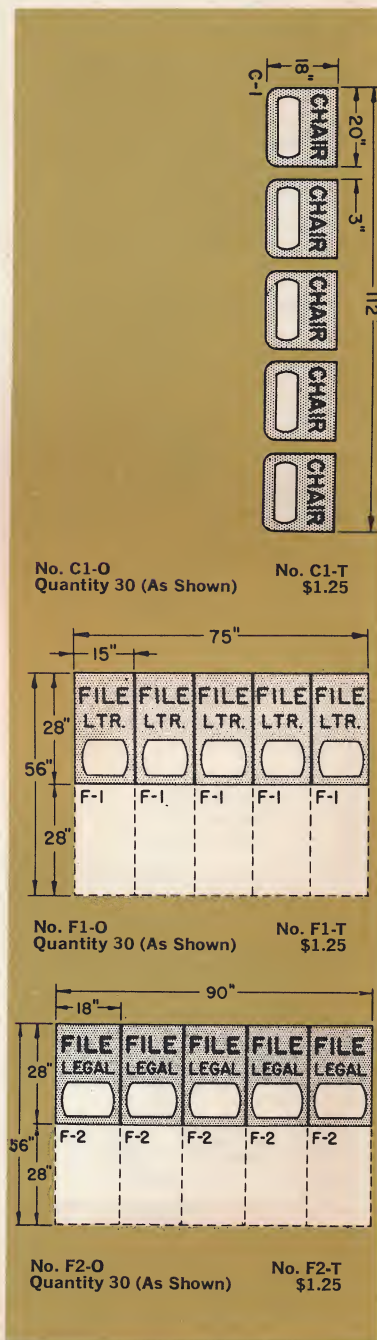 18"
C-1
20"
3"
112
CHAIR
CHAIR
CHAIR
CHAIR
CHAIR
No. C1-O No. C1-T
Quantity 30 (As Shown) $1.25
75"
15"
FILE FILE FILE FILE FILE
LTR. LTR. LTR. LTR. LTR.
28"
56"
F-1 F-1 F-1 F-1 F-1
28"
No. F1-O No. F1-T
Quantity 30 (As Shown) $1.25
90"
18"
FILE FILE FILE FILE FILE
LEGAL LEGAL LEGAL LEGAL LEGAL
28"
56"
F-2 F-2 F-2 F-2 F-2
28"
No. F2-O No. F2-T
Quantity 30 (As Shown) $1.25